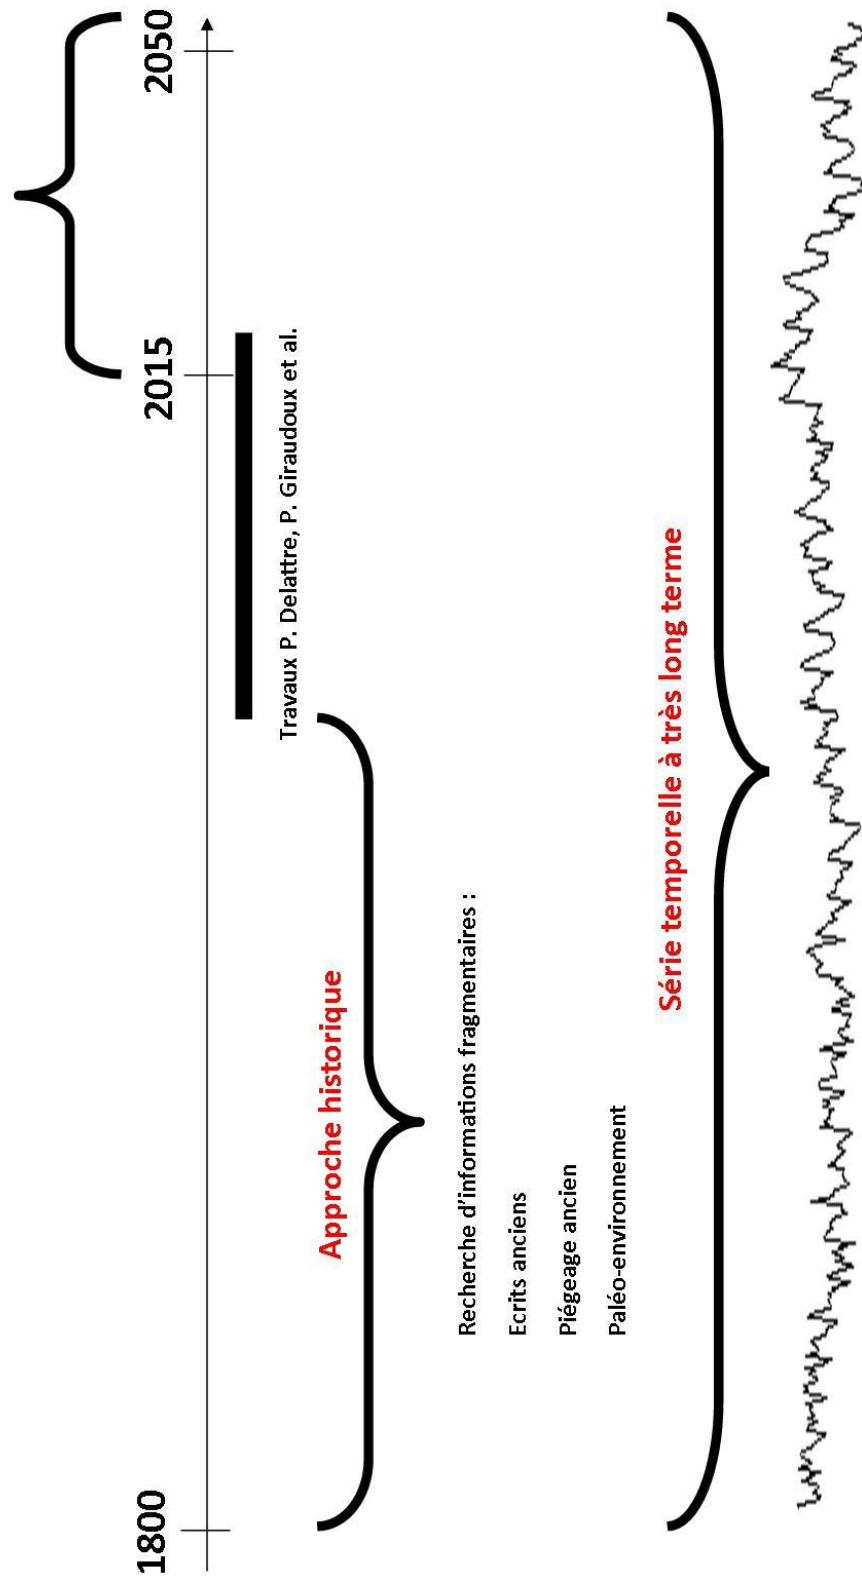 1800
2015
2050
Travaux P. Delattre, P. Giraudoux et al.
Approche historique
Recherche d'informations fragmentaires :
Ecrits anciens
Piégeage ancien
Paléo-environnement
Série temporelle à très long terme